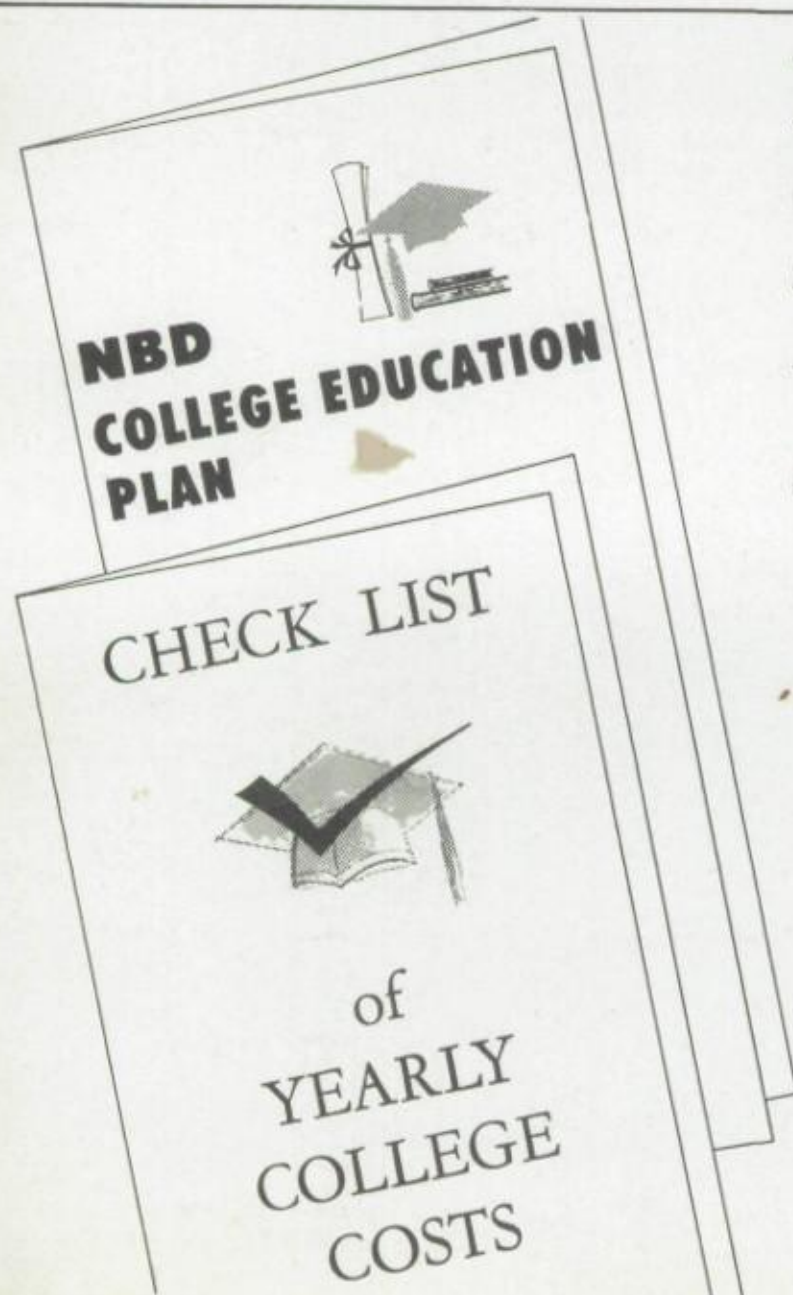 NBD
COLLEGE EDUCATION
PLAN
CHECK LIST
of
YEARLY
COLLEGE
COSTS